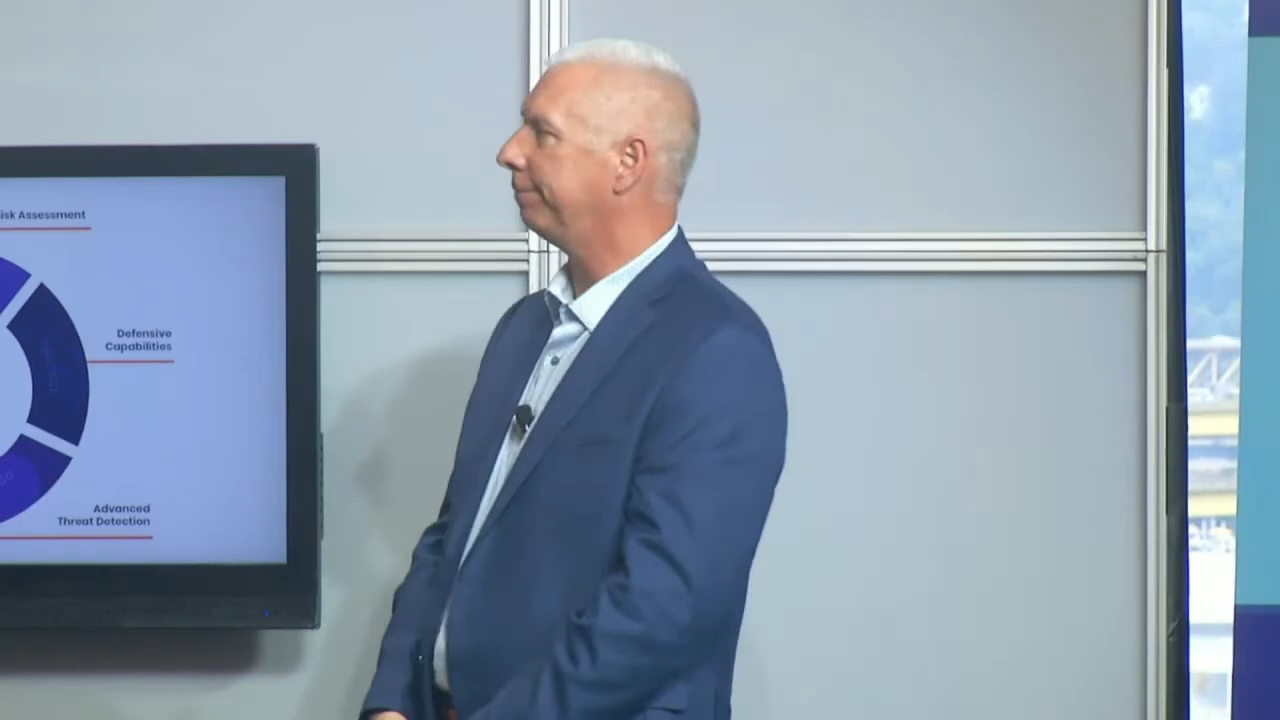 isk Assessment
Defensive
Capabilities
Advanced
Threat Detection